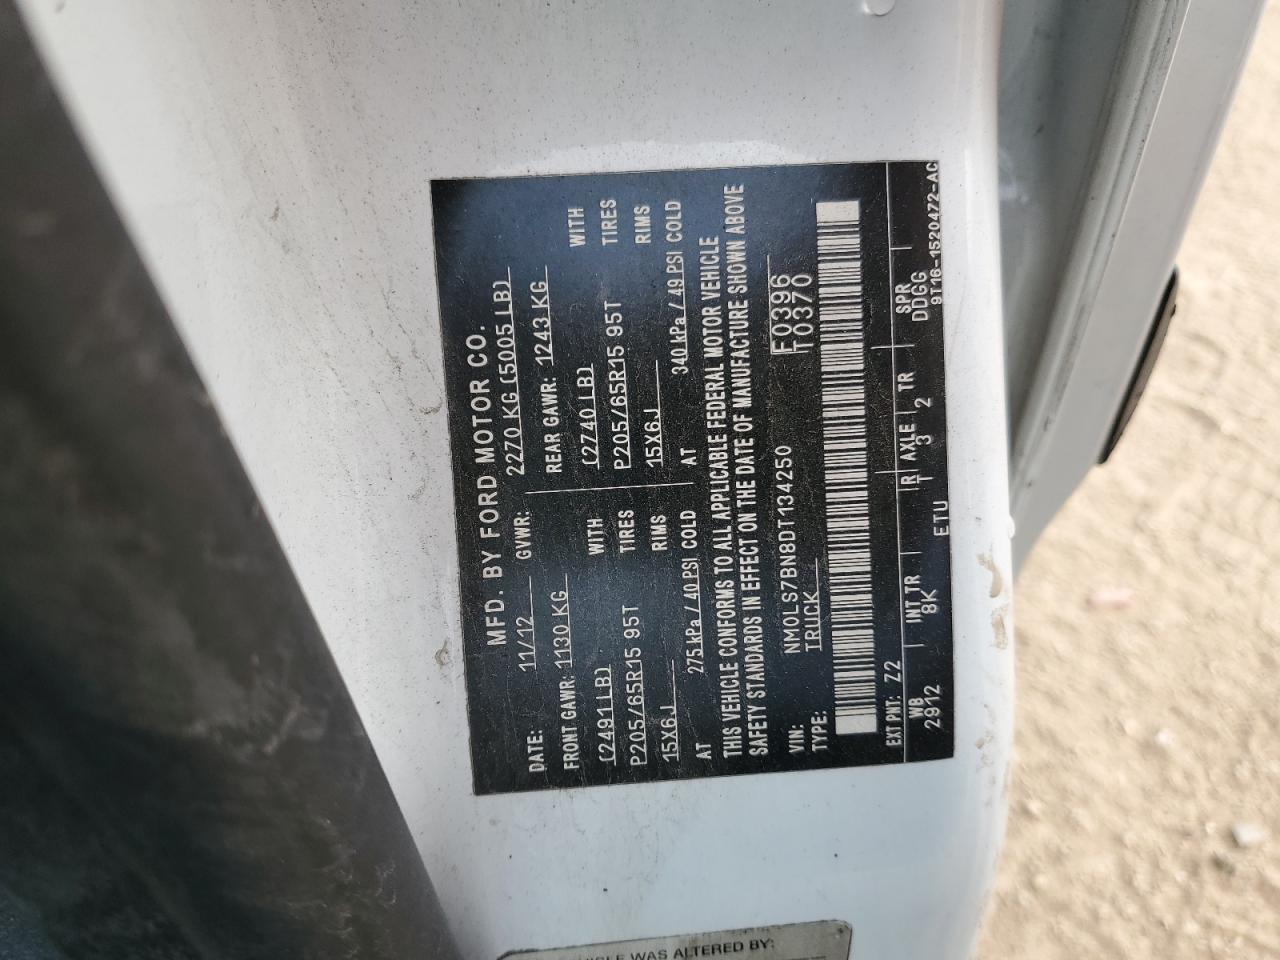 MFD. BY FORD MOTOR CO.
DATE: 11/12 GVWR: 2270 KG (5005 LB)
FRONT GAWR: 1130 KG REAR GAWR: 1243 KG
(2491 LB) WITH (2740 LB) WITH
P205/65R15 95T TIRES P205/65R15 95T TIRES
15X6J RIMS 15X6J RIMS
AT 275 kPa / 40 PSI COLD AT 340 kPa / 49 PSI COLD
THIS VEHICLE CONFORMS TO ALL APPLICABLE FEDERAL MOTOR VEHICLE
SAFETY STANDARDS IN EFFECT ON THE DATE OF MANUFACTURE SHOWN ABOVE
VIN: NM0LS7BN8DT134250 F0396
TYPE: TRUCK T0370
EXT PNT: Z2 R AXLE TR SPR
WB INT TR T 3 2 DDGG
2912 8K ETU 9T16-1520472-AC
WAS ALTERED BY: